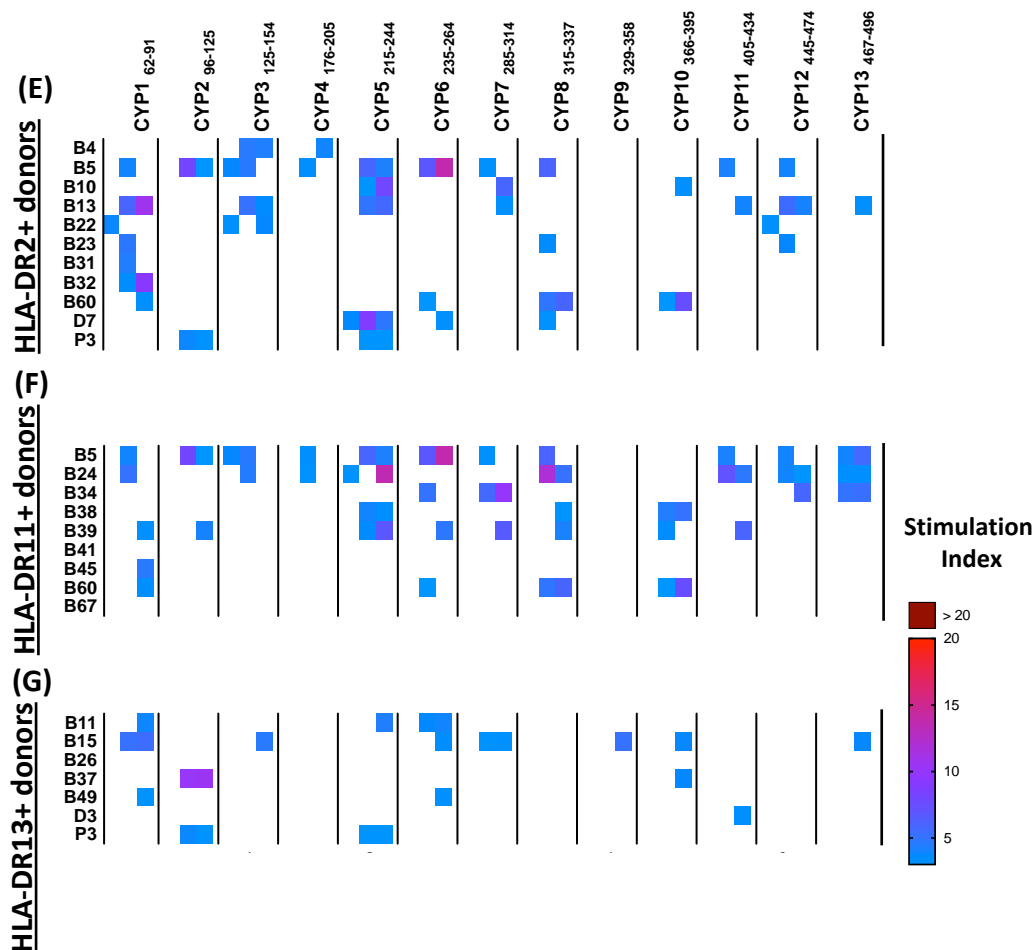 CYP1 62-91
CYP2 96-125
CYP3 125-154
CYP4 176-205
CYP5 215-244
CYP6 235-264
CYP7 285-314
CYP8 315-337
CYP9 329-358
CYP10 366-395
CYP11 405-434
CYP12 445-474
CYP13 467-496
(E)
HLA-DR2+ donors
B4
B5
B10
B13
B22
B23
B31
B32
B60
D7
P3
(F)
HLA-DR11+ donors
B5
B24
B34
B38
B39
B41
B45
B60
B67
(G)
HLA-DR13+ donors
B11
B15
B26
B37
B49
D3
P3
Stimulation
Index
> 20
20
15
10
5